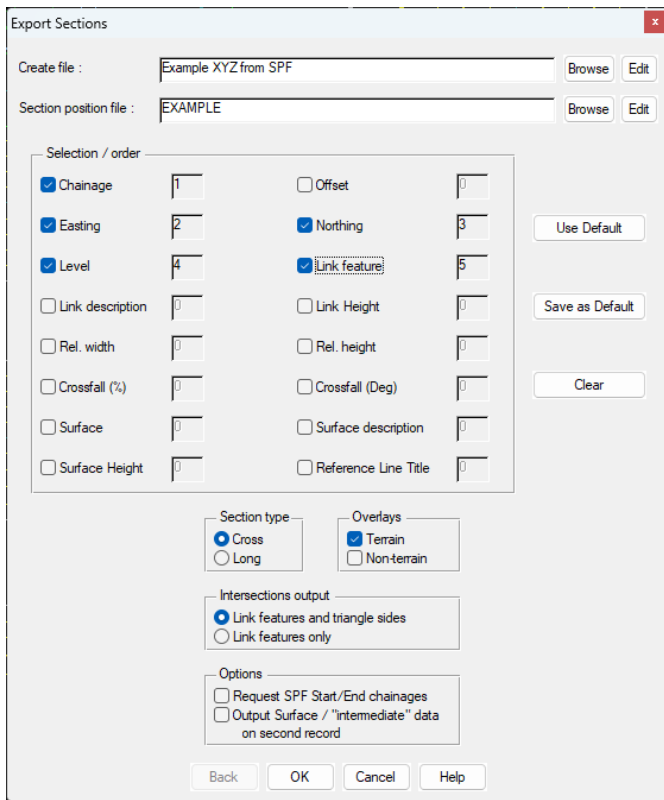 Export Sections
x
Create file : Example XYZ from SPF Browse Edit
Section position file : EXAMPLE Browse Edit
Selection / order
Chainage 1 Offset 0
Easting 2 Northing 3 Use Default
Level 4 Link feature 5
Link description 0 Link Height 0 Save as Default
Rel. width 0 Rel. height 0
Crossfall (%) 0 Crossfall (Deg) 0 Clear
Surface 0 Surface description 0
Surface Height 0 Reference Line Title 0
Section type Overlays
Cross Terrain
Long Non-terrain
Intersections output
Link features and triangle sides
Link features only
Options
Request SPF Start/End chainages
Output Surface / "intermediate" data
on second record
Back OK Cancel Help